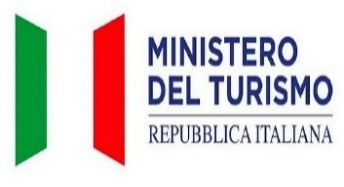 MINISTERO
DEL TURISMO
REPUBBLICA ITALIANA